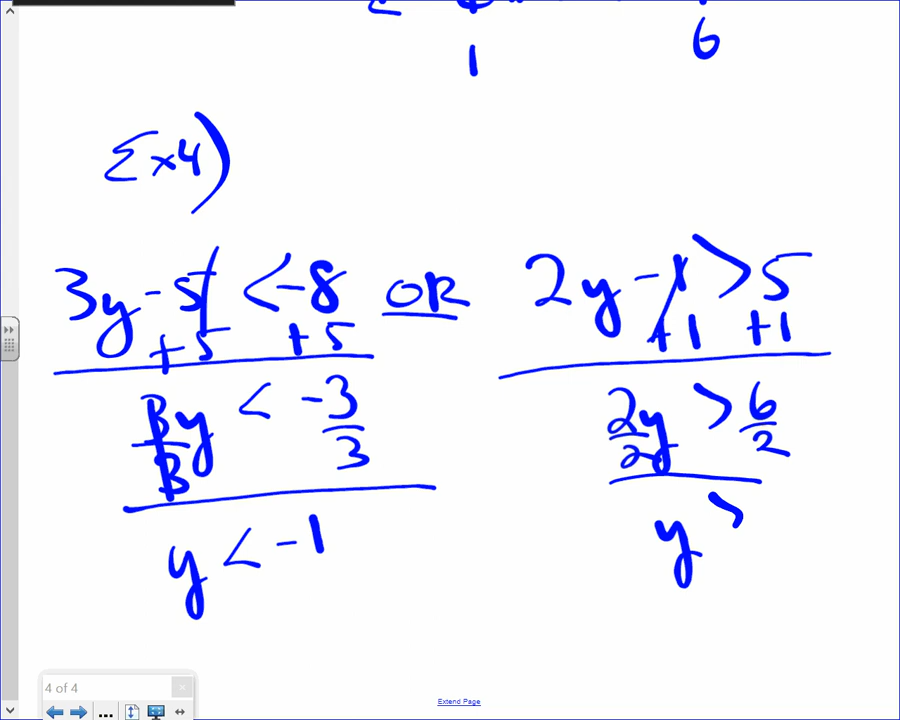 1 6
Ex4)
3y - 5 < -8 OR 2y - 1 > 5
+5 +5 +1 +1
3y < -3 2y > 6
3 3 2 2
y < -1 y >
4 of 4
...
Extend Page